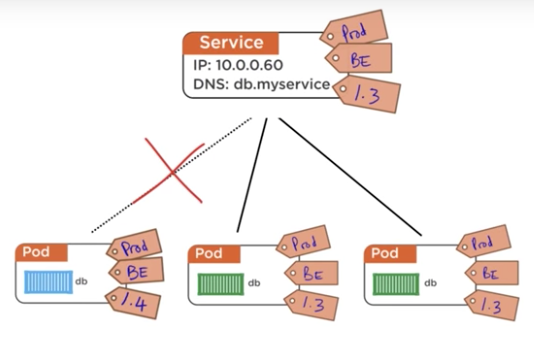 Service
IP: 10.0.0.60
DNS: db.myservice
Prod
BE
1.3
Pod
db
Prod
BE
1.4
Pod
db
Prod
BE
1.3
Pod
db
Prod
BE
1.3